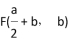 F(a/2 + b, b)